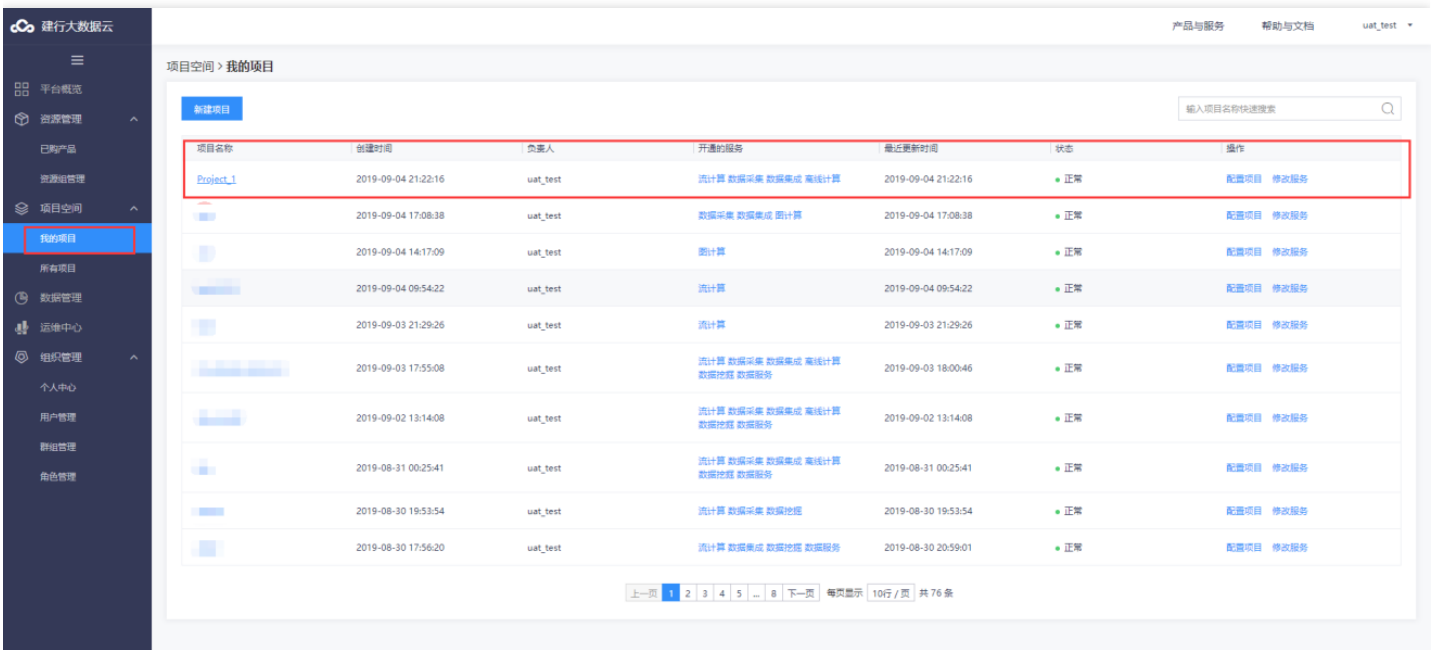 建行大数据云
产品与服务 帮助与文档 uat_test
平台概览
资源管理
已购产品
资源组管理
项目空间
我的项目
所有项目
数据管理
运维中心
组织管理
个人中心
用户管理
群组管理
角色管理
项目空间 > 我的项目
新建项目
输入项目名称快速搜索
项目名称 创建时间 负责人 开通的服务 最近更新时间 状态 操作
Project_1 2019-09-04 21:22:16 uat_test 流计算 数据采集 数据集成 离线计算 2019-09-04 21:22:16 正常 配置项目 修改服务
2019-09-04 17:08:38 uat_test 数据采集 数据集成 图计算 2019-09-04 17:08:38 正常 配置项目 修改服务
2019-09-04 14:17:09 uat_test 图计算 2019-09-04 14:17:09 正常 配置项目 修改服务
2019-09-04 09:54:22 uat_test 流计算 2019-09-04 09:54:22 正常 配置项目 修改服务
2019-09-03 21:29:26 uat_test 流计算 2019-09-03 21:29:26 正常 配置项目 修改服务
2019-09-03 17:55:08 uat_test 流计算 数据采集 数据集成 离线计算 2019-09-03 18:00:46 正常 配置项目 修改服务
数据挖掘 数据服务
2019-09-02 13:14:08 uat_test 流计算 数据采集 数据集成 离线计算 2019-09-02 13:14:08 正常 配置项目 修改服务
数据挖掘 数据服务
2019-08-31 00:25:41 uat_test 流计算 数据采集 数据集成 离线计算 2019-08-31 00:25:41 正常 配置项目 修改服务
数据挖掘 数据服务
2019-08-30 19:53:54 uat_test 流计算 数据采集 数据挖掘 2019-08-30 19:53:54 正常 配置项目 修改服务
2019-08-30 17:56:20 uat_test 流计算 数据集成 数据挖掘 数据服务 2019-08-30 20:59:01 正常 配置项目 修改服务
上一页 1 2 3 4 5 ... 8 下一页 每页显示 10行 / 页 共 76 条